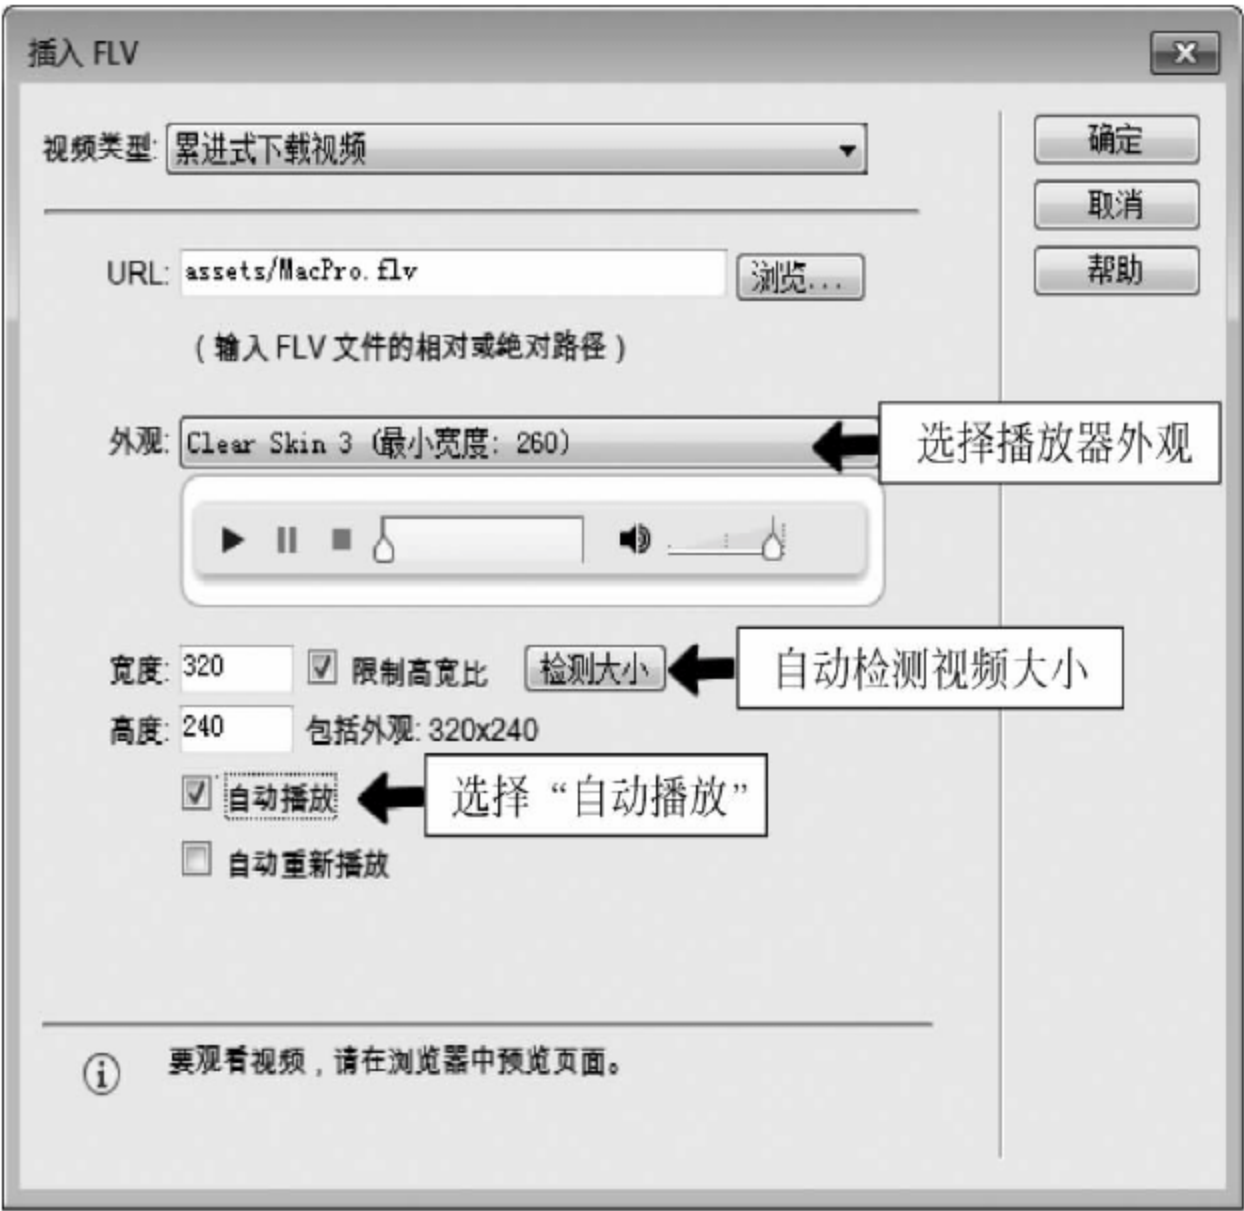 插入 FLV
视频类型: 累进式下载视频
确定
取消
URL: assets/MacPro.flv 浏览...
帮助
(输入 FLV 文件的相对或绝对路径)
外观: Clear Skin 3 (最小宽度: 260)
选择播放器外观
宽度: 320 限制高宽比 检测大小
自动检测视频大小
高度: 240 包括外观: 320x240
自动播放
选择“自动播放”
自动重新播放
要观看视频，请在浏览器中预览页面。